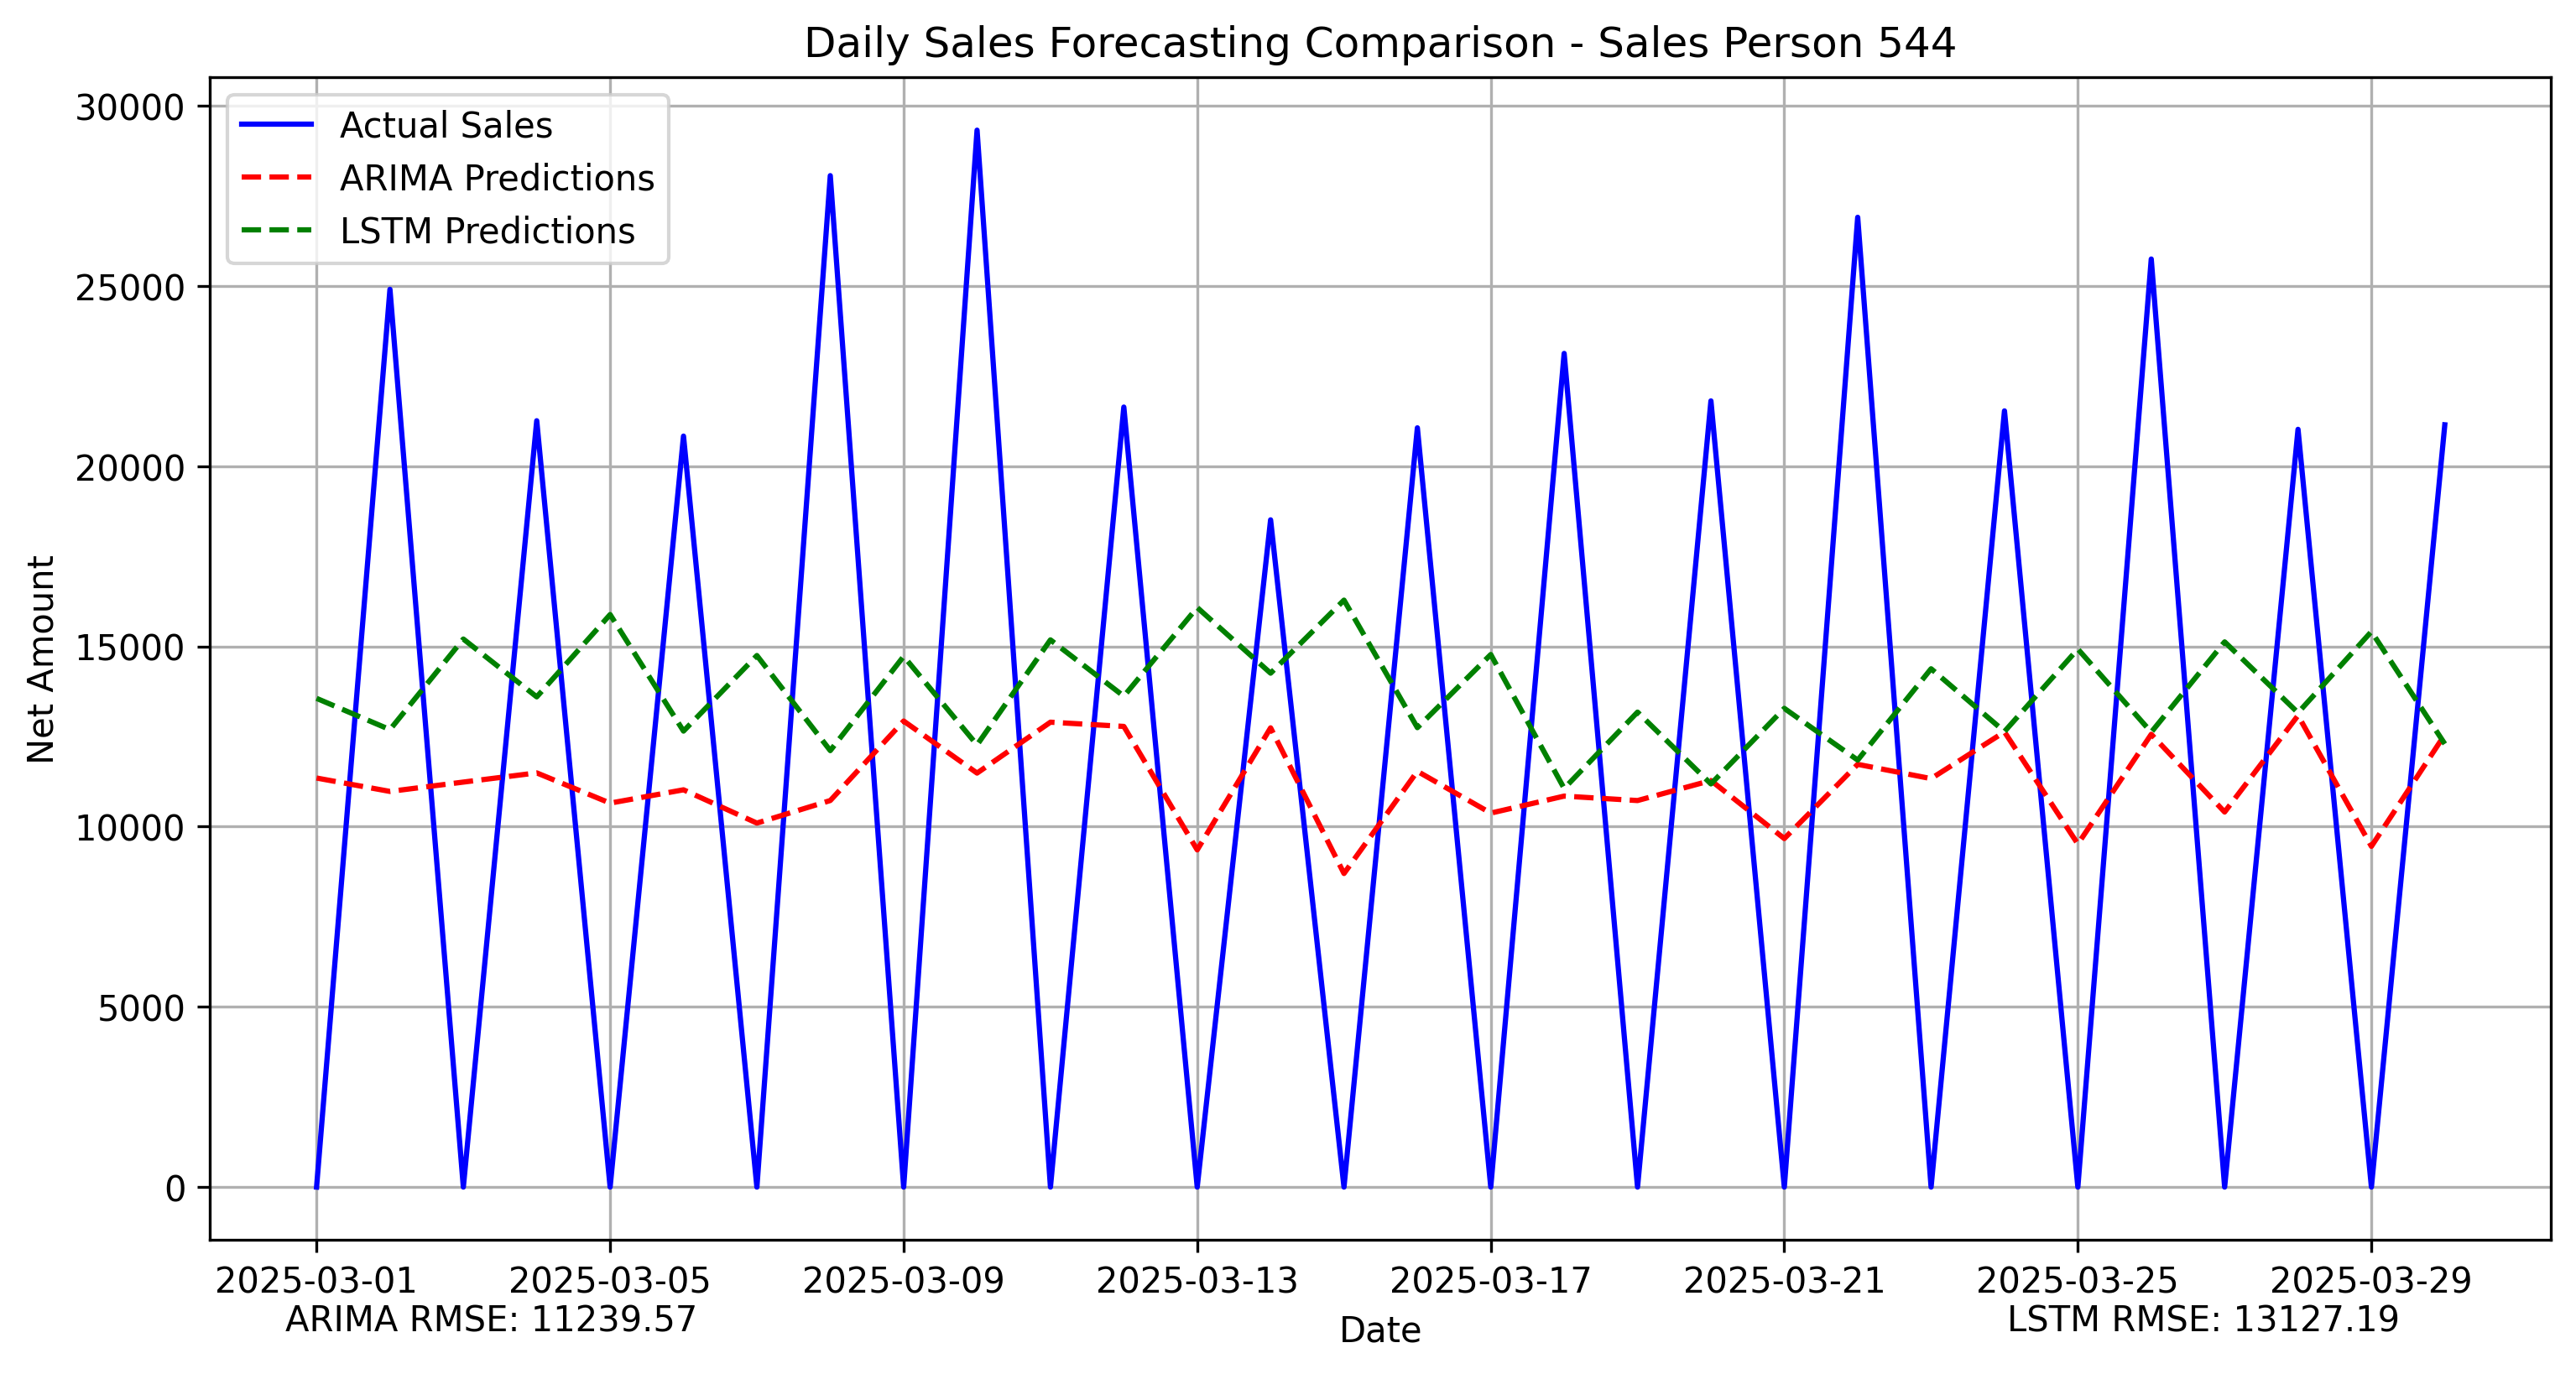 Daily Sales Forecasting Comparison - Sales Person 544
Actual Sales
ARIMA Predictions
LSTM Predictions
30000
25000
20000
15000
10000
5000
0
Net Amount
2025-03-01
2025-03-05
2025-03-09
2025-03-13
2025-03-17
2025-03-21
2025-03-25
2025-03-29
ARIMA RMSE: 11239.57
Date
LSTM RMSE: 13127.19